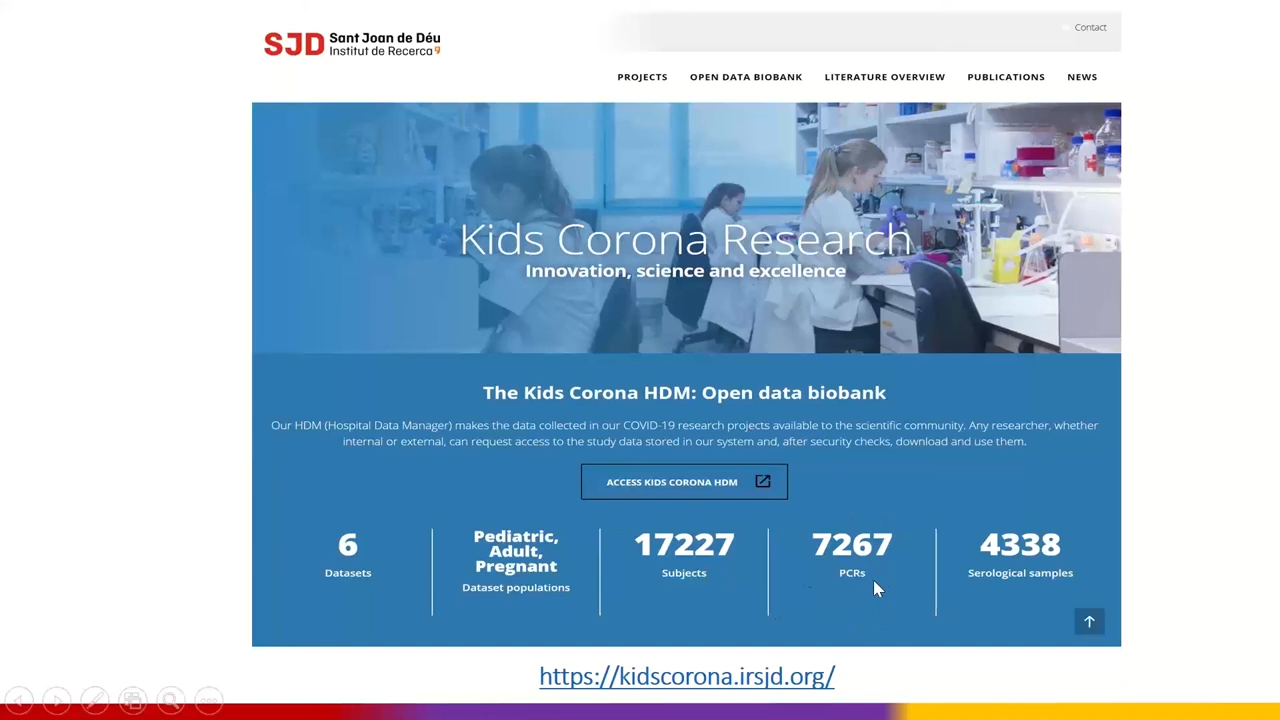 SJD Sant Joan de Déu
Institut de Recerca
Contact
PROJECTS OPEN DATA BIOBANK LITERATURE OVERVIEW PUBLICATIONS NEWS
Kids Corona Research
Innovation, science and excellence
The Kids Corona HDM: Open data biobank
Our HDM (Hospital Data Manager) makes the data collected in our COVID-19 research projects available to the scientific community. Any researcher, whether
internal or external, can request access to the study data stored in our system and, after security checks, download and use them.
ACCESS KIDS CORONA HDM
6
Datasets
Pediatric,
Adult,
Pregnant
Dataset populations
17227
Subjects
7267
PCRs
4338
Serological samples
https://kidscorona.irsjd.org/